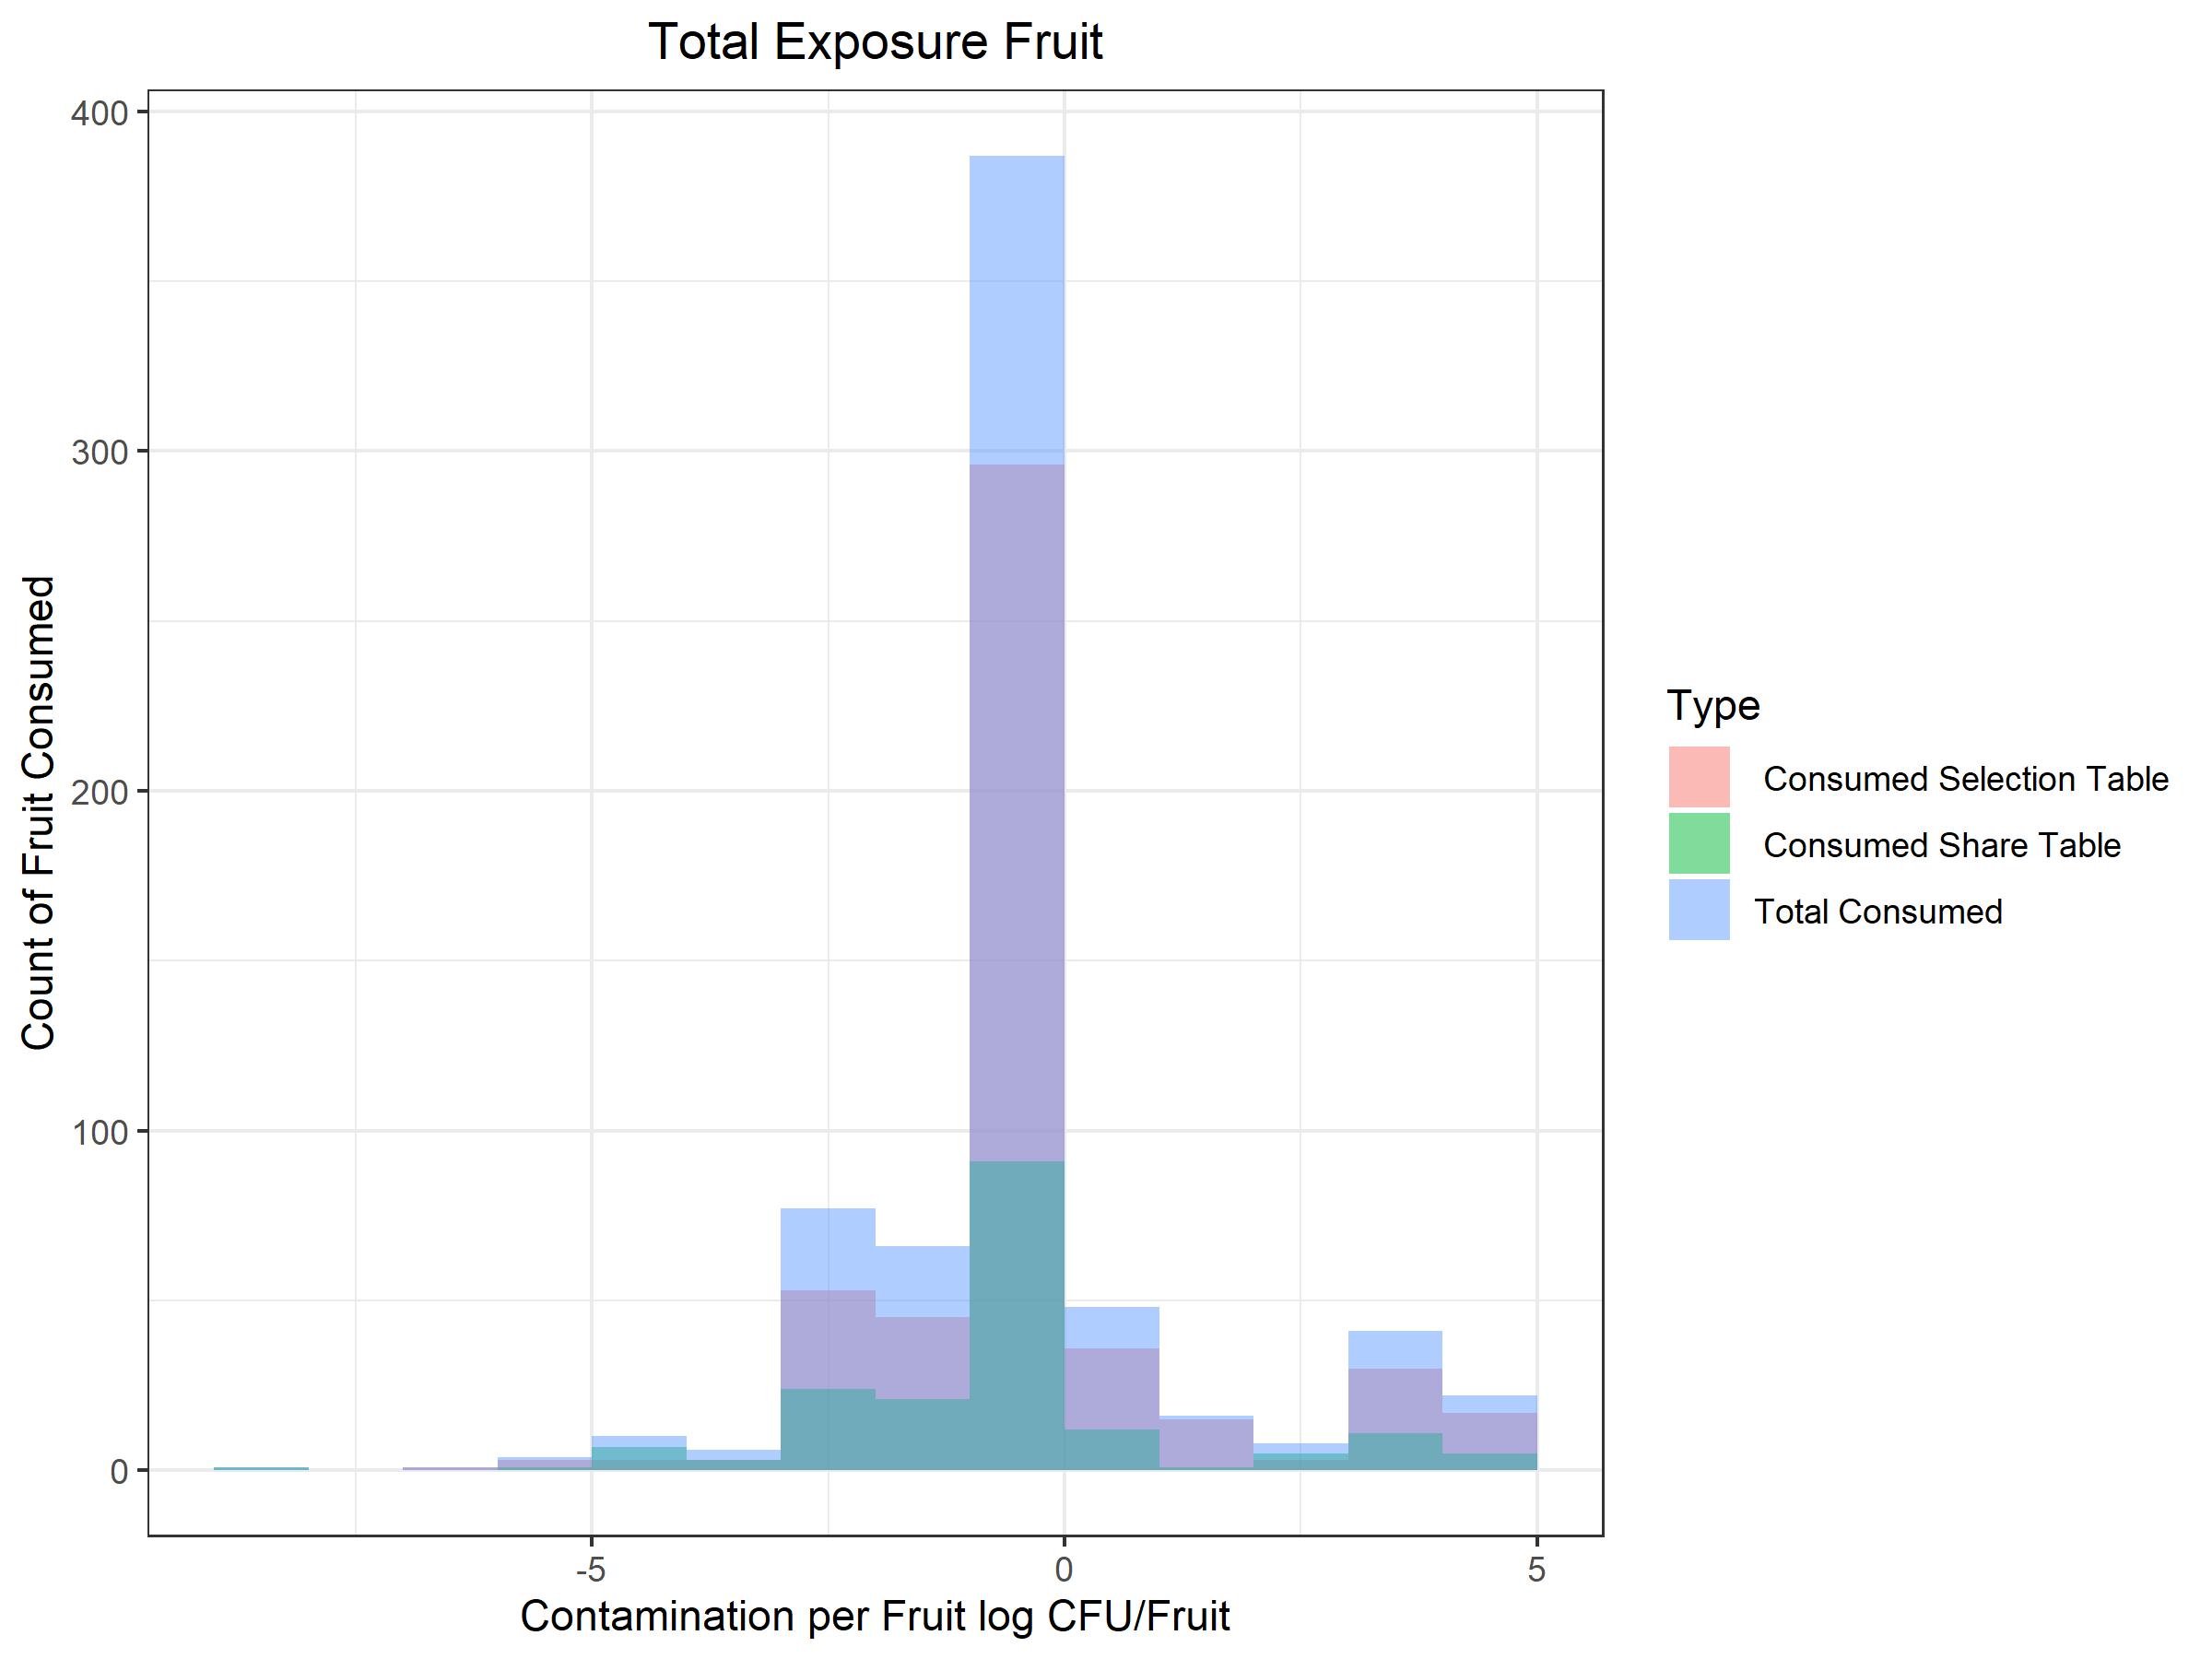 Total Exposure Fruit
400
300
200
100
0
-5
0
5
Count of Fruit Consumed
Contamination per Fruit log CFU/Fruit
Type
Consumed Selection Table
Consumed Share Table
Total Consumed